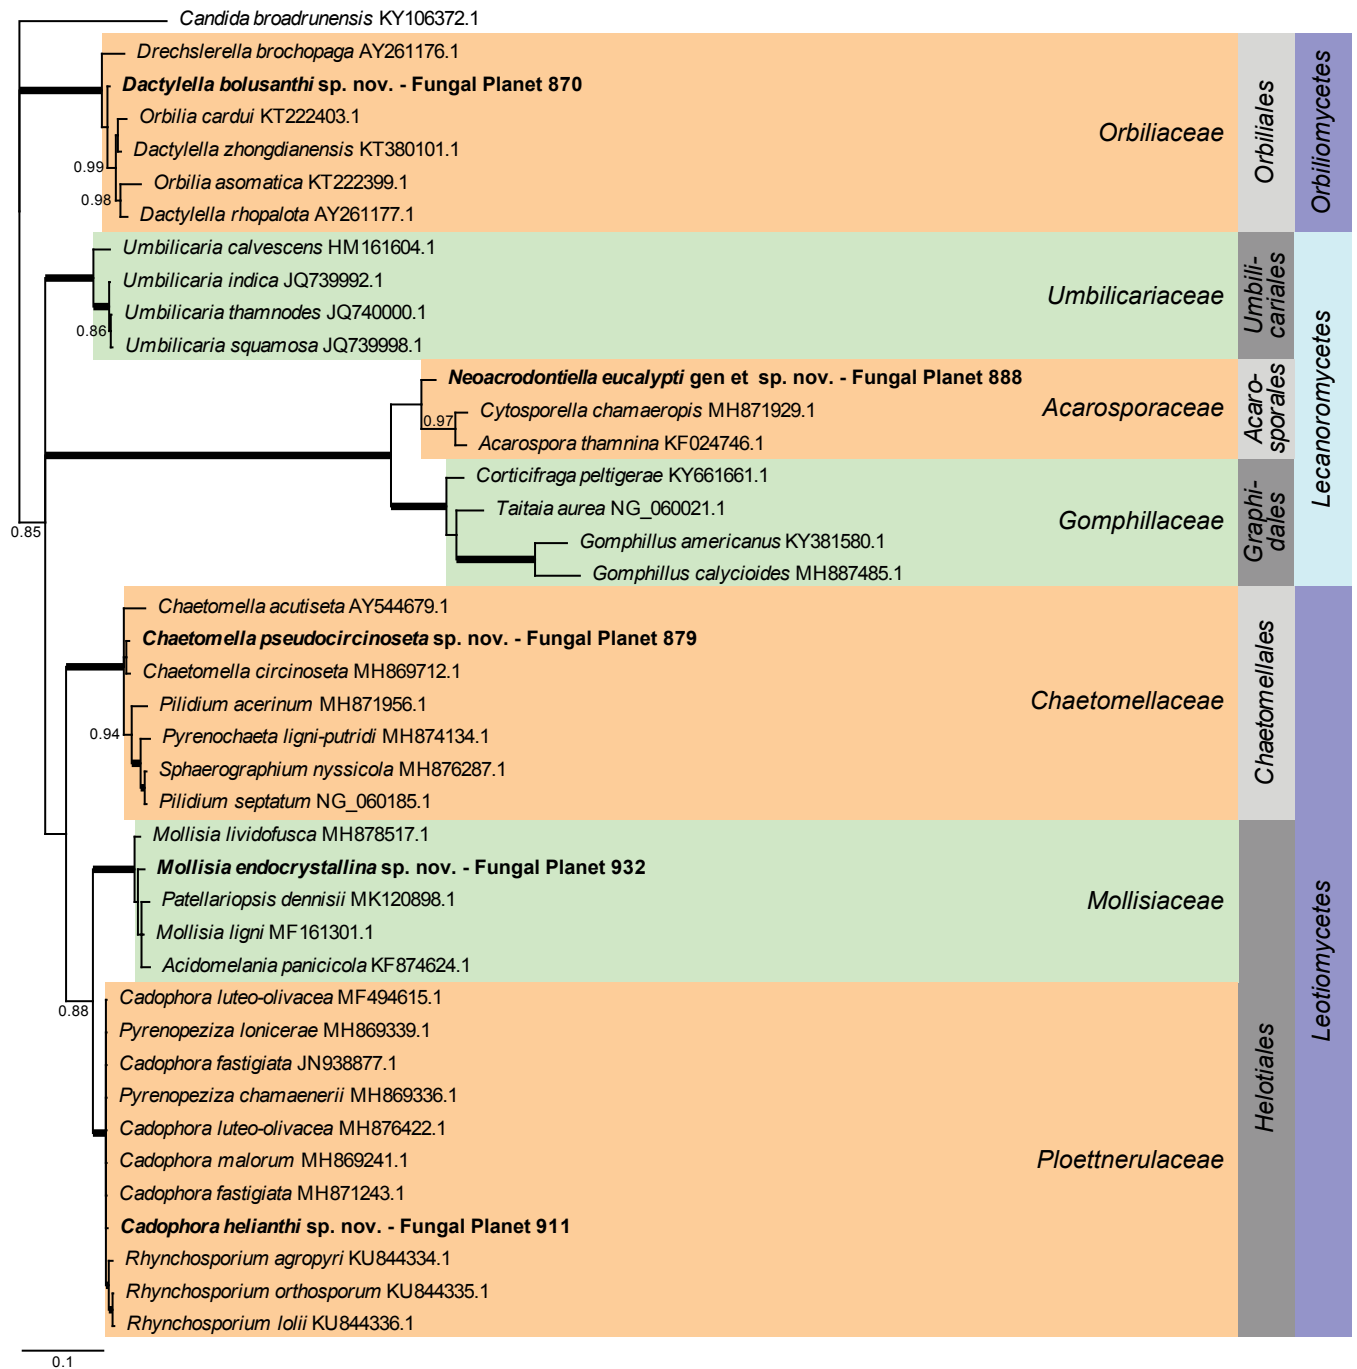 Candida broadrunensis KY106372.1
Drechslerella brochopaga AY261176.1
Dactylella bolusanthi sp. nov. - Fungal Planet 870
Orbilia cardui KT222403.1
Dactylella zhongdianensis KT380101.1
Orbilia asomatica KT222399.1
Dactylella rhopalota AY261177.1
0.99
0.98
Orbiliaceae
Orbiliales
Orbiliomycetes
Umbilicaria calvescens HM161604.1
Umbilicaria indica JQ739992.1
Umbilicaria thamnodes JQ740000.1
Umbilicaria squamosa JQ739998.1
0.86
Umbilicariaceae
Umbili-
cariales
Neoacrodontiella eucalypti gen et sp. nov. - Fungal Planet 888
Cytosporella chamaeropis MH871929.1
Acarospora thamnina KF024746.1
0.97
Acarosporaceae
Acaro-
sporales
Lecanoromycetes
Corticifraga peltigerae KY661661.1
Taitaia aurea NG_060021.1
Gomphillus americanus KY381580.1
Gomphillus calycioides MH887485.1
Gomphillaceae
Graphi-
dales
0.85
Chaetomella acutiseta AY544679.1
Chaetomella pseudocircinoseta sp. nov. - Fungal Planet 879
Chaetomella circinoseta MH869712.1
Pilidium acerinum MH871956.1
Pyrenochaeta ligni-putridi MH874134.1
Sphaerographium nyssicola MH876287.1
Pilidium septatum NG_060185.1
0.94
Chaetomellaceae
Chaetomellales
Mollisia lividofusca MH878517.1
Mollisia endocrystallina sp. nov. - Fungal Planet 932
Patellariopsis dennisii MK120898.1
Mollisia ligni MF161301.1
Acidomelania panicicola KF874624.1
Mollisiaceae
0.88
Leotiomycetes
Cadophora luteo-olivacea MF494615.1
Pyrenopeziza lonicerae MH869339.1
Cadophora fastigiata JN938877.1
Pyrenopeziza chamaenerii MH869336.1
Cadophora luteo-olivacea MH876422.1
Cadophora malorum MH869241.1
Cadophora fastigiata MH871243.1
Cadophora helianthi sp. nov. - Fungal Planet 911
Rhynchosporium agropyri KU844334.1
Rhynchosporium orthosporum KU844335.1
Rhynchosporium lolii KU844336.1
Ploettnerulaceae
Helotiales
0.1